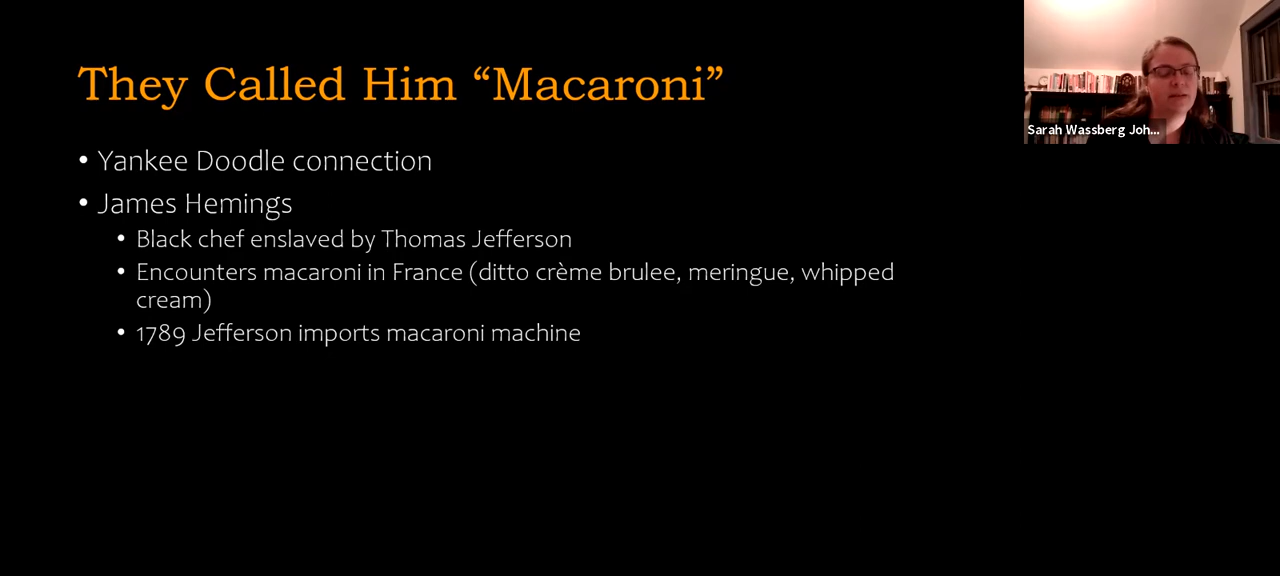 They Called Him “Macaroni”
• Yankee Doodle connection
• James Hemings
• Black chef enslaved by Thomas Jefferson
• Encounters macaroni in France (ditto crème brulee, meringue, whipped
cream)
• 1789 Jefferson imports macaroni machine
Sarah Wassberg Joh...